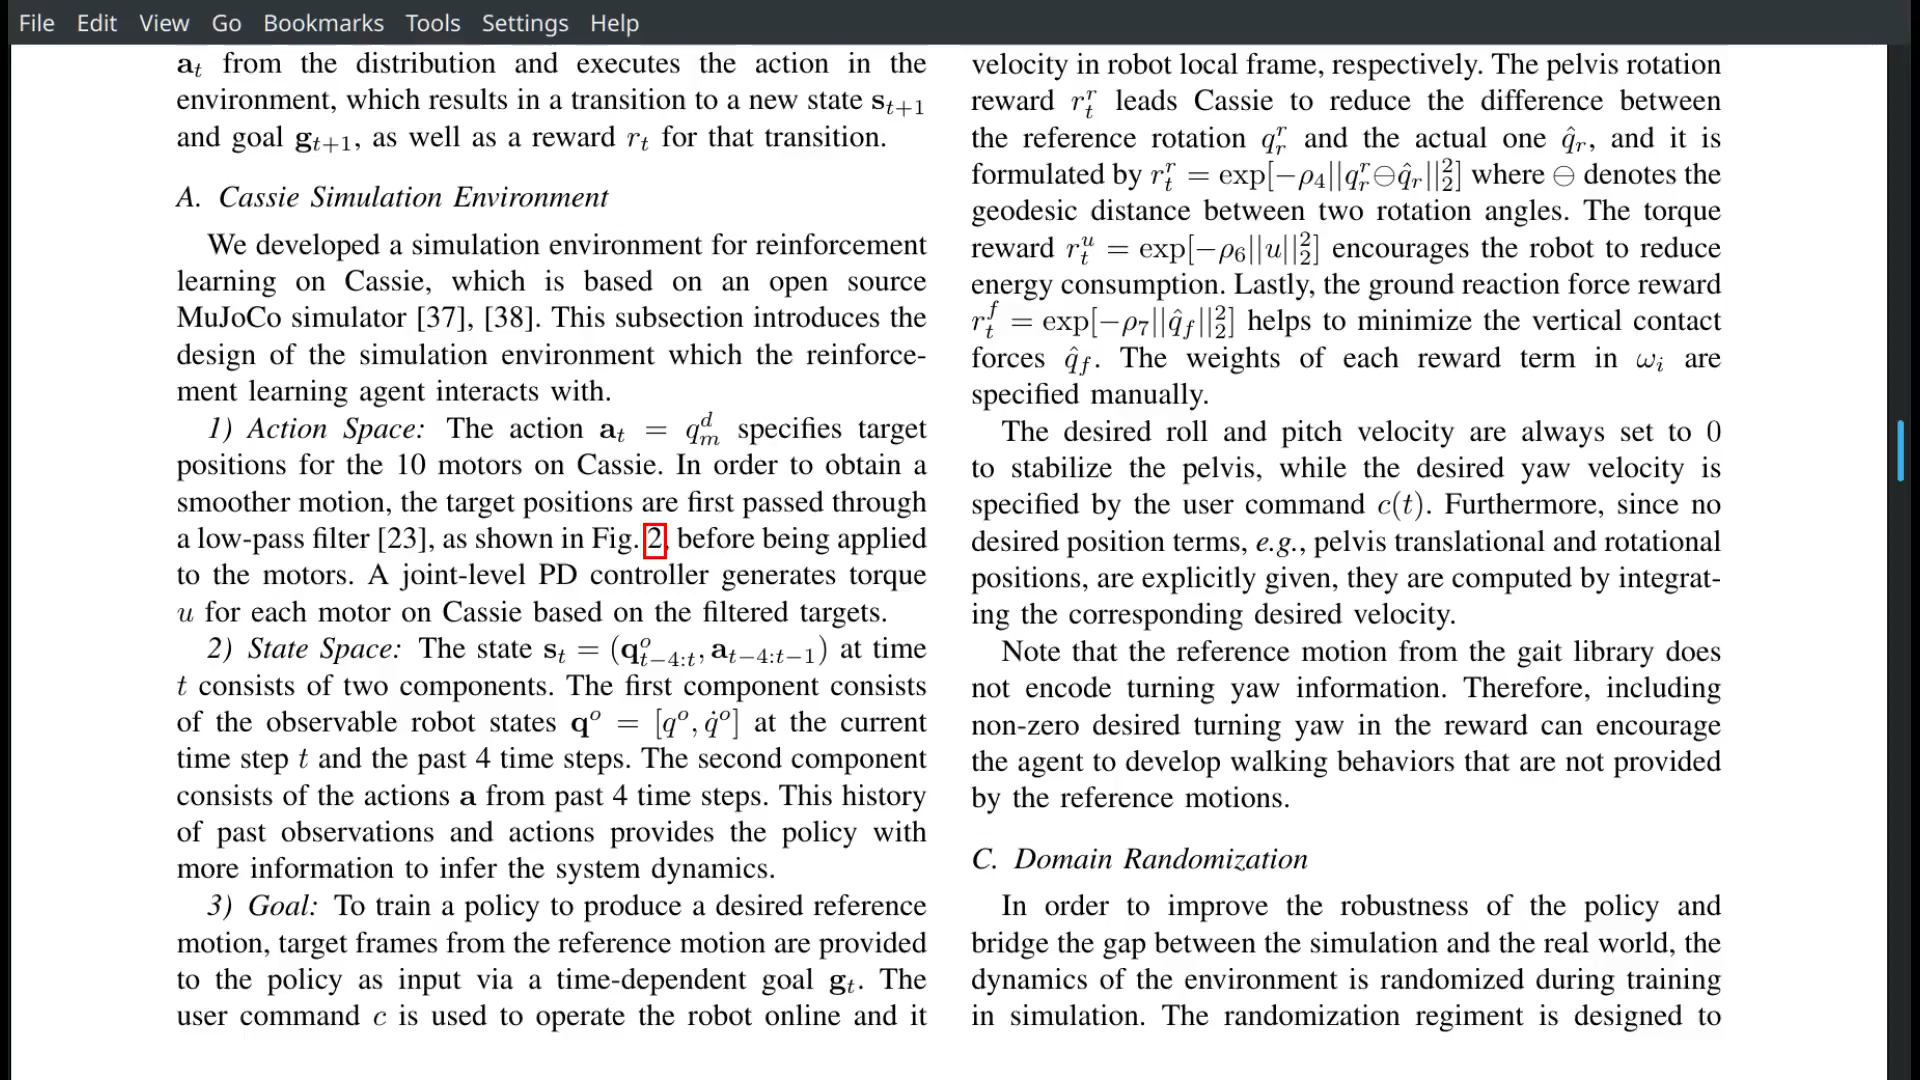 File Edit View Go Bookmarks Tools Settings Help
a_t from the distribution and executes the action in the
environment, which results in a transition to a new state s_{t+1}
and goal g_{t+1}, as well as a reward r_t for that transition.
A. Cassie Simulation Environment
We developed a simulation environment for reinforcement
learning on Cassie, which is based on an open source
MuJoCo simulator [37], [38]. This subsection introduces the
design of the simulation environment which the reinforce-
ment learning agent interacts with.
1) Action Space: The action a_t = q_m^d specifies target
positions for the 10 motors on Cassie. In order to obtain a
smoother motion, the target positions are first passed through
a low-pass filter [23], as shown in Fig. 2, before being applied
to the motors. A joint-level PD controller generates torque
u for each motor on Cassie based on the filtered targets.
2) State Space: The state s_t = (q^o_{t−4:t}, a_{t−4:t−1}) at time
t consists of two components. The first component consists
of the observable robot states q^o = [q^o, q̇^o] at the current
time step t and the past 4 time steps. The second component
consists of the actions a from past 4 time steps. This history
of past observations and actions provides the policy with
more information to infer the system dynamics.
3) Goal: To train a policy to produce a desired reference
motion, target frames from the reference motion are provided
to the policy as input via a time-dependent goal g_t. The
user command c is used to operate the robot online and it
velocity in robot local frame, respectively. The pelvis rotation
reward r_t^r leads Cassie to reduce the difference between
the reference rotation q_r^r and the actual one q̂_r, and it is
formulated by r_t^r = exp[−ρ_4||q_r^r ⊖ q̂_r||_2^2] where ⊖ denotes the
geodesic distance between two rotation angles. The torque
reward r_t^u = exp[−ρ_6||u||_2^2] encourages the robot to reduce
energy consumption. Lastly, the ground reaction force reward
r_t^f = exp[−ρ_7||q̂_f||_2^2] helps to minimize the vertical contact
forces q̂_f. The weights of each reward term in ω_i are
specified manually.
The desired roll and pitch velocity are always set to 0
to stabilize the pelvis, while the desired yaw velocity is
specified by the user command c(t). Furthermore, since no
desired position terms, e.g., pelvis translational and rotational
positions, are explicitly given, they are computed by integrat-
ing the corresponding desired velocity.
Note that the reference motion from the gait library does
not encode turning yaw information. Therefore, including
non-zero desired turning yaw in the reward can encourage
the agent to develop walking behaviors that are not provided
by the reference motions.
C. Domain Randomization
In order to improve the robustness of the policy and
bridge the gap between the simulation and the real world, the
dynamics of the environment is randomized during training
in simulation. The randomization regiment is designed to